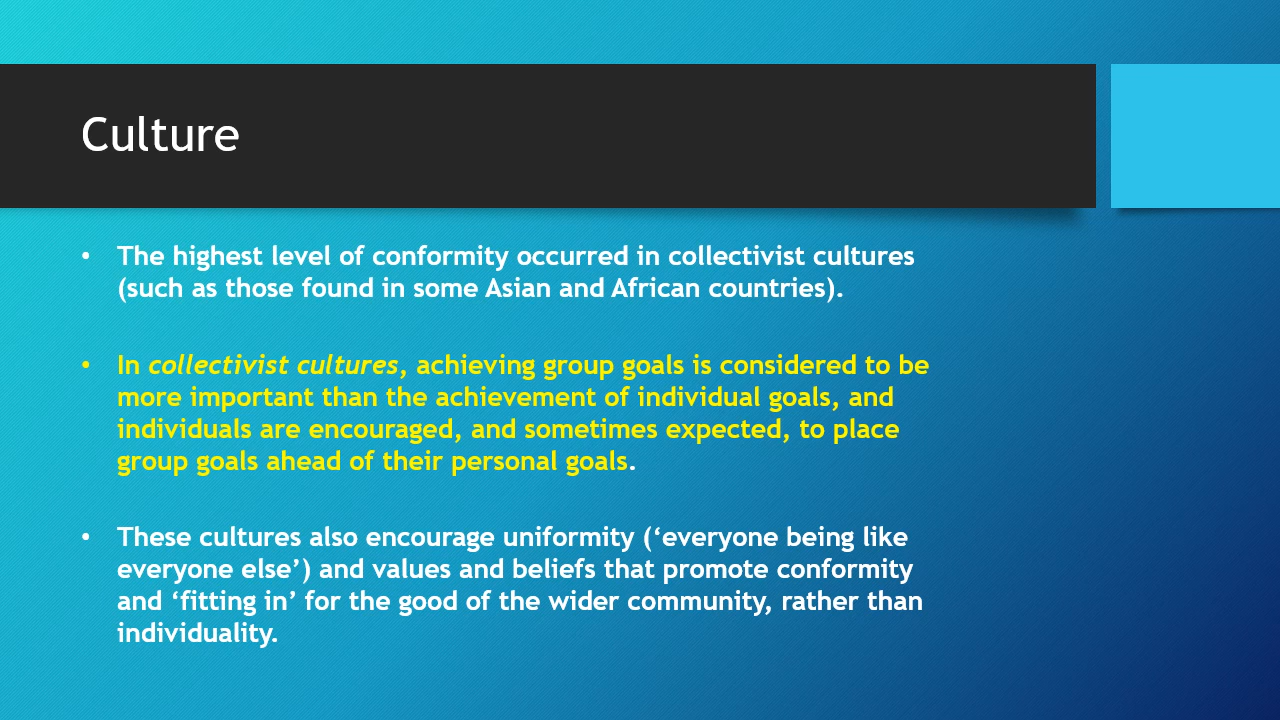 Culture
• The highest level of conformity occurred in collectivist cultures
(such as those found in some Asian and African countries).
• In collectivist cultures, achieving group goals is considered to be
more important than the achievement of individual goals, and
individuals are encouraged, and sometimes expected, to place
group goals ahead of their personal goals.
• These cultures also encourage uniformity (‘everyone being like
everyone else’) and values and beliefs that promote conformity
and ‘fitting in’ for the good of the wider community, rather than
individuality.